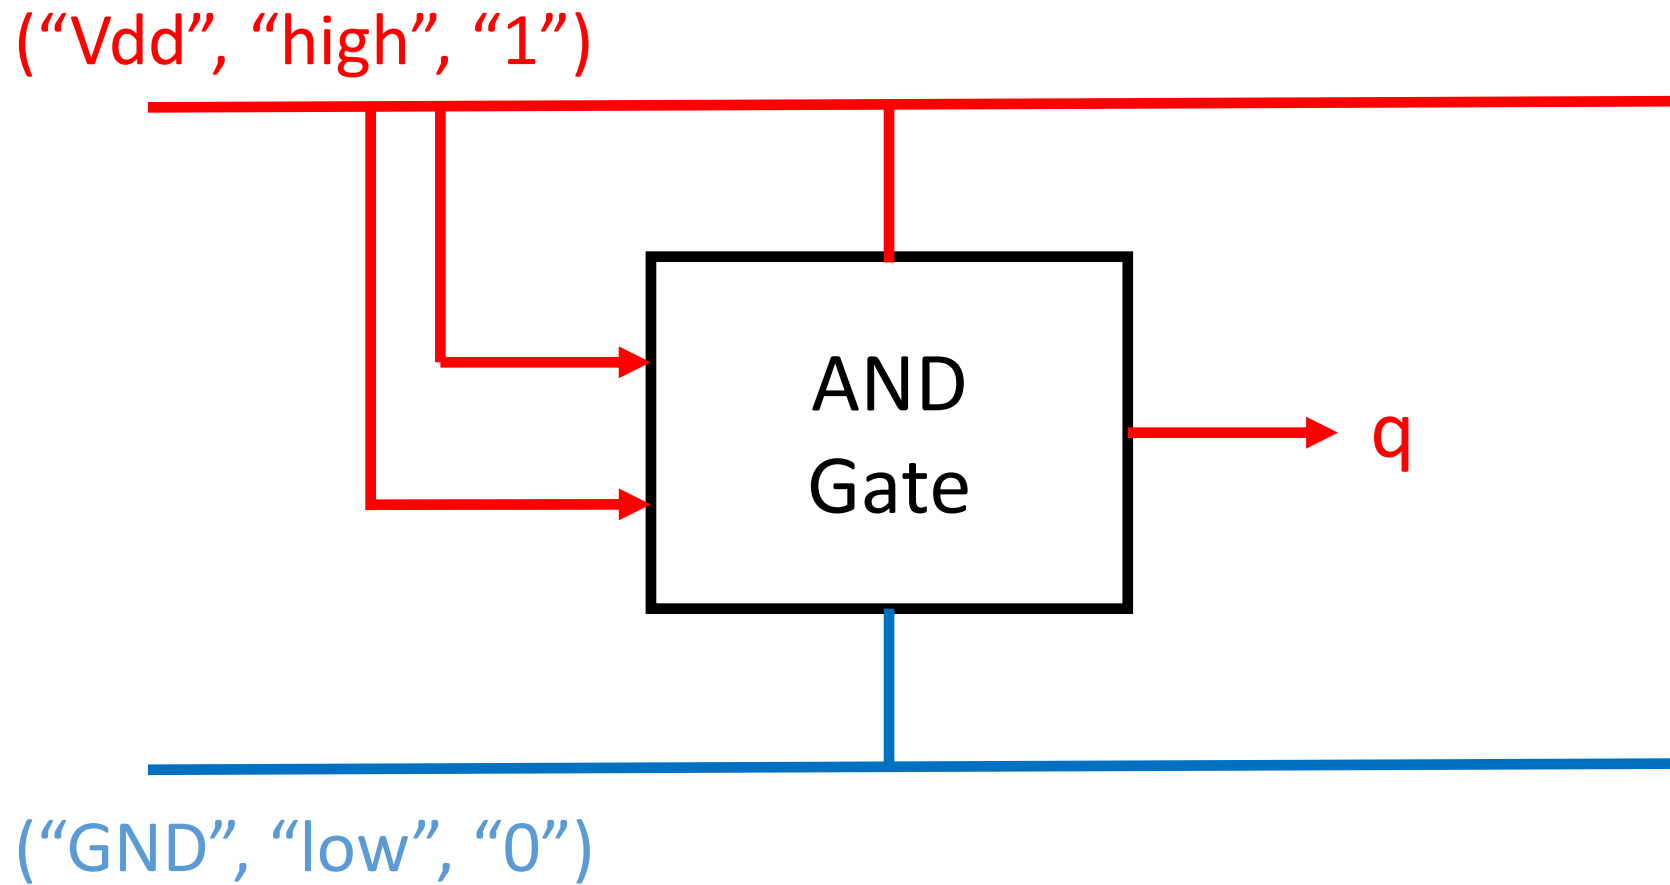 (“Vdd”, “high”, “1”)
AND
Gate
q
(“GND”, “low”, “0”)